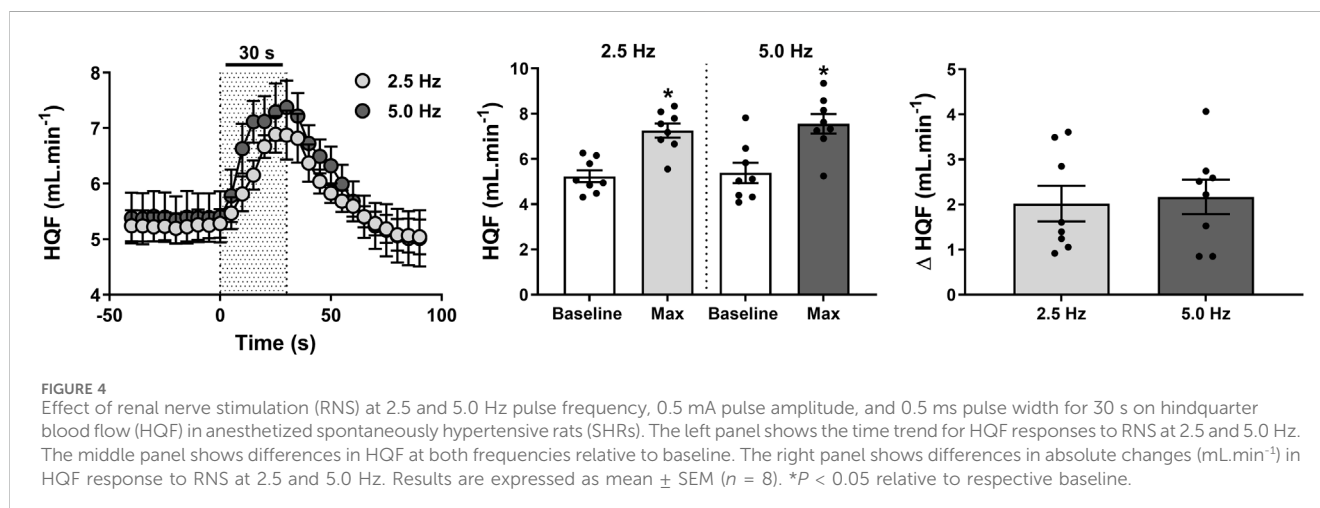 30 s
2.5 Hz
5.0 Hz
HQF (mL.min⁻¹)
8
7
6
5
4
-50
0
50
100
Time (s)
2.5 Hz
5.0 Hz
HQF (mL.min⁻¹)
10
8
6
4
2
0
*
*
Baseline
Max
Baseline
Max
Δ HQF (mL.min⁻¹)
5
4
3
2
1
0
2.5 Hz
5.0 Hz
FIGURE 4
Effect of renal nerve stimulation (RNS) at 2.5 and 5.0 Hz pulse frequency, 0.5 mA pulse amplitude, and 0.5 ms pulse width for 30 s on hindquarter
blood flow (HQF) in anesthetized spontaneously hypertensive rats (SHRs). The left panel shows the time trend for HQF responses to RNS at 2.5 and 5.0 Hz.
The middle panel shows differences in HQF at both frequencies relative to baseline. The right panel shows differences in absolute changes (mL.min⁻¹) in
HQF response to RNS at 2.5 and 5.0 Hz. Results are expressed as mean ± SEM (n = 8). *P < 0.05 relative to respective baseline.